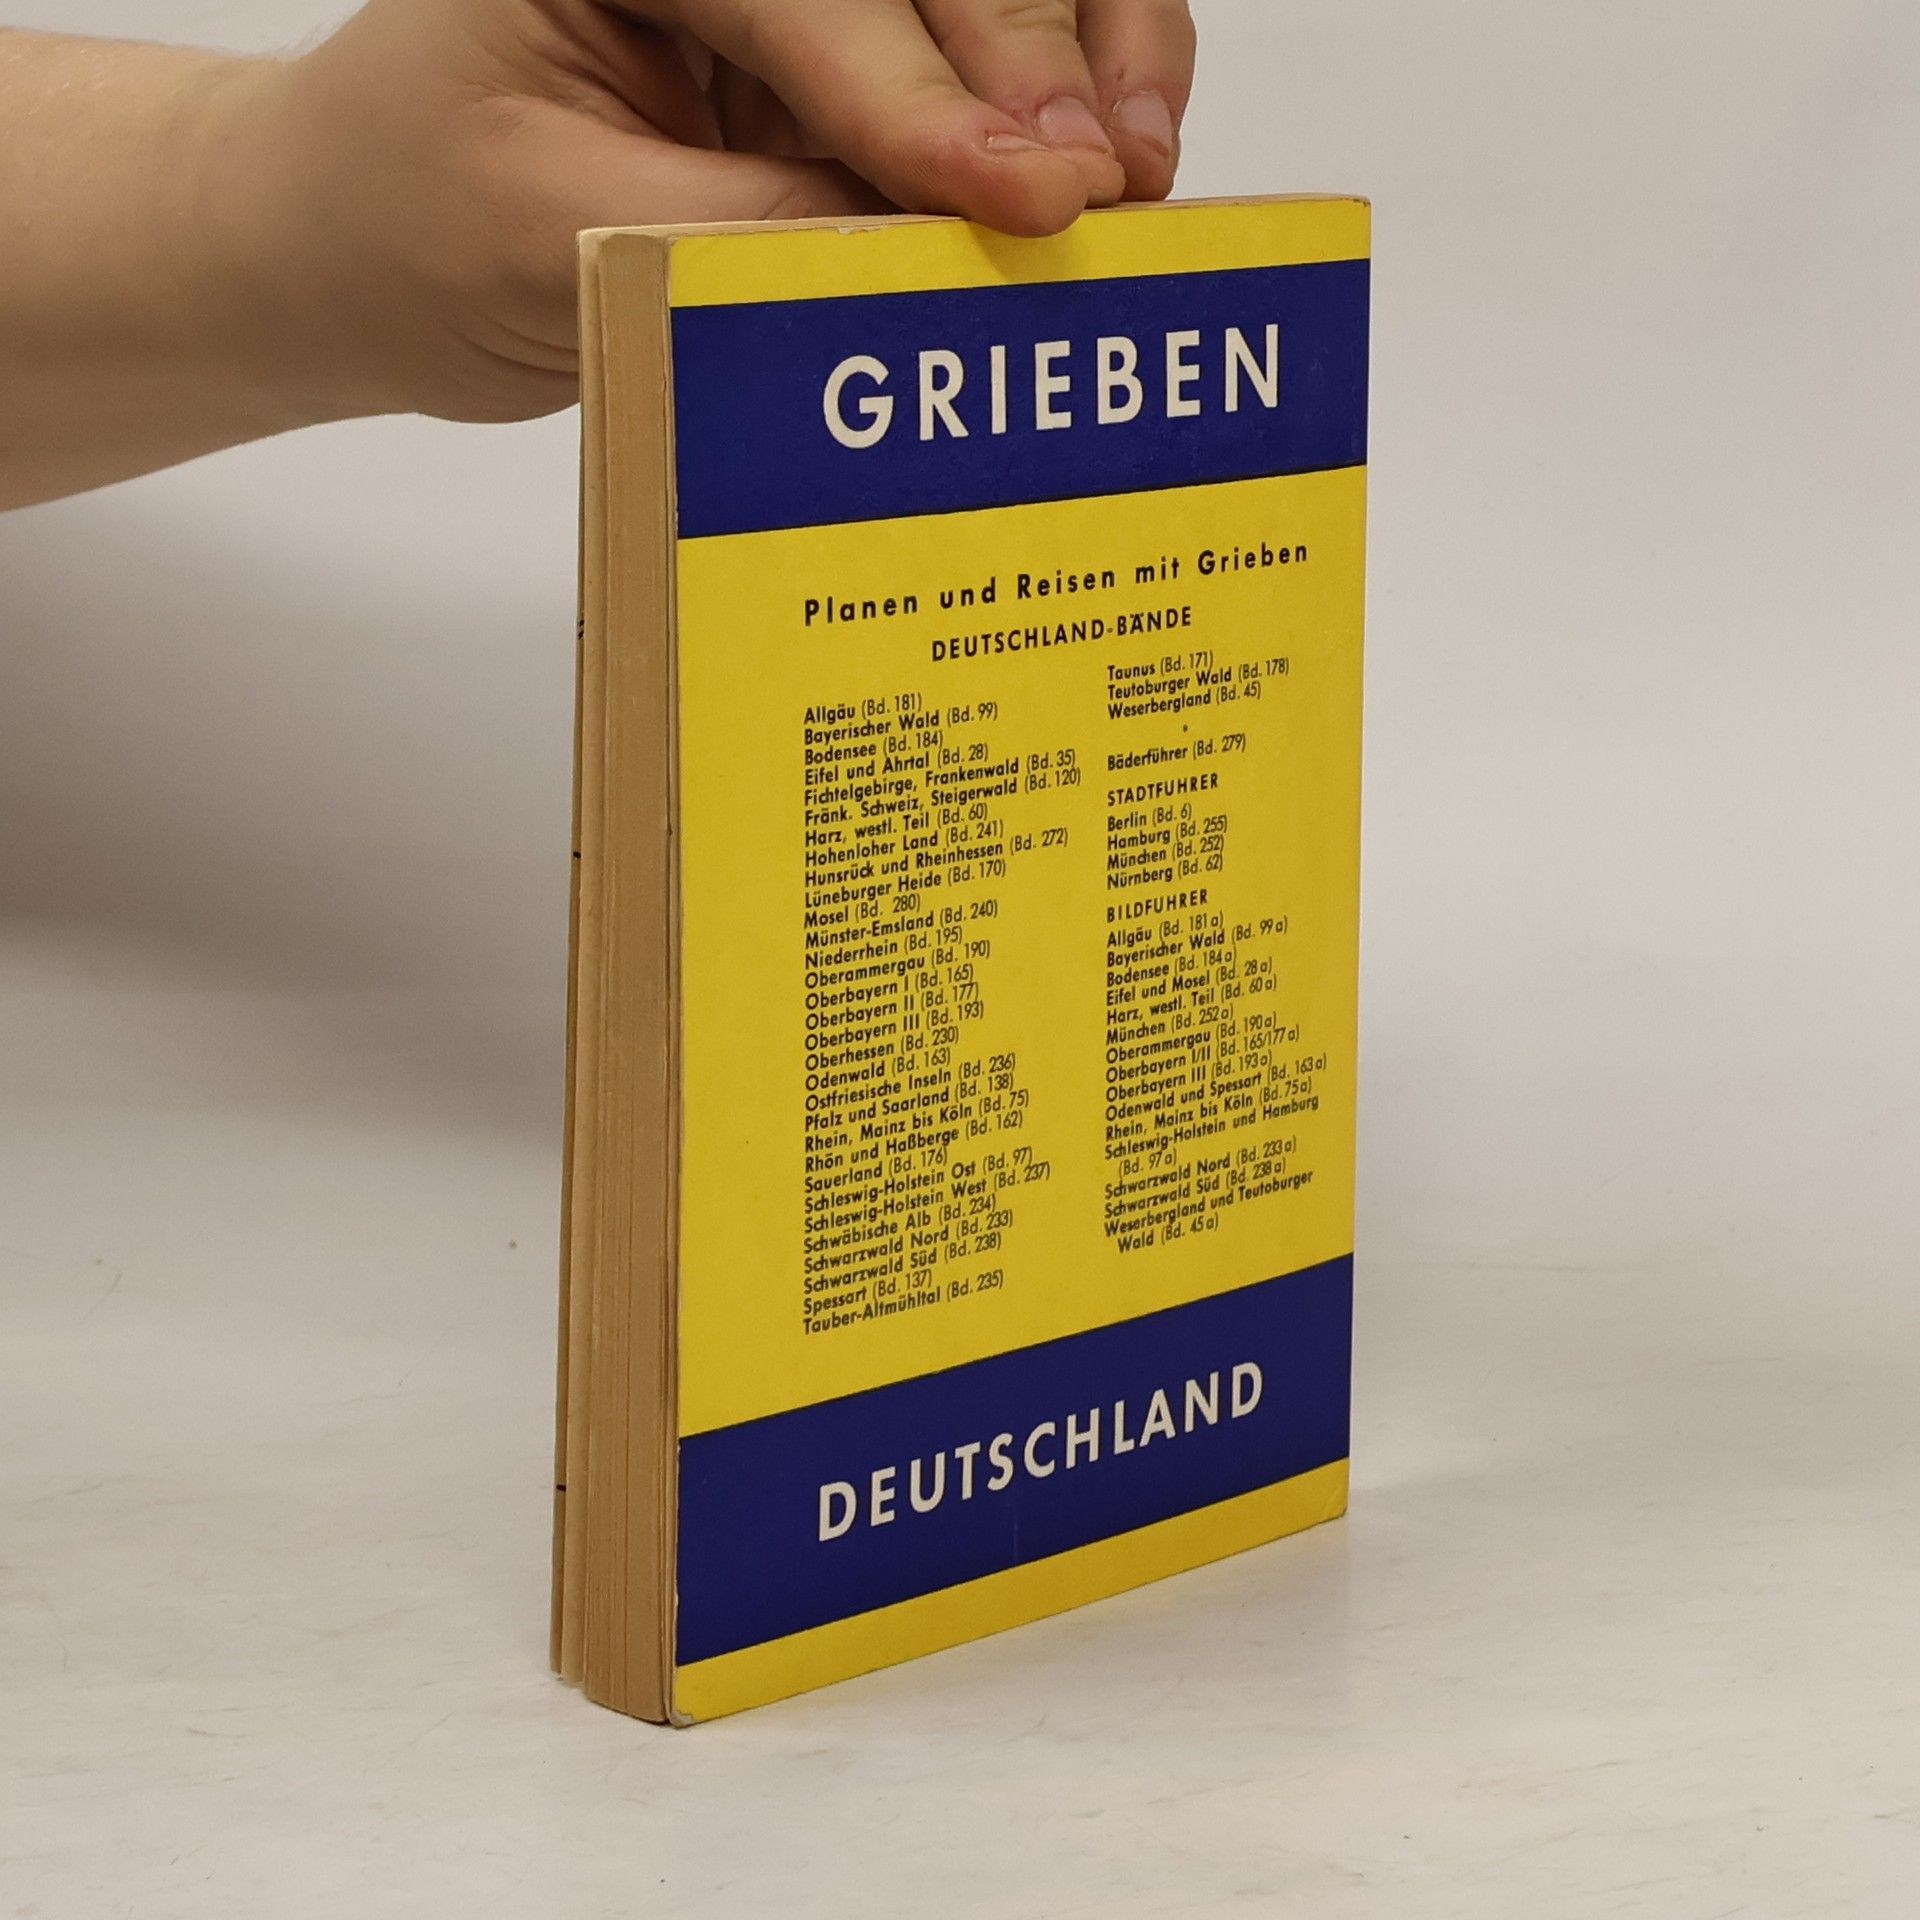 GRIEBEN
Planen und Reisen mit Grieben
DEUTSCHLAND-BÄNDE
Allgäu (Bd. 181)
Bayerischer Wald (Bd. 99)
Bodensee (Bd. 184)
Eifel und Ahrtal (Bd. 28)
Fichtelgebirge, Frankenwald (Bd. 35)
Fränk. Schweiz, Steigerwald (Bd. 120)
Harz, westl. Teil (Bd. 60)
Hohenloher Land (Bd. 241)
Hunsrück und Rheinhessen (Bd. 272)
Lüneburger Heide (Bd. 170)
Mosel (Bd. 280)
Münster-Emsland (Bd. 240)
Niederrhein (Bd. 195)
Oberammergau (Bd. 190)
Oberbayern I (Bd. 165)
Oberbayern II (Bd. 177)
Oberbayern III (Bd. 193)
Oberhessen (Bd. 230)
Odenwald (Bd. 163)
Ostfriesische Inseln (Bd. 236)
Pfalz und Saarland (Bd. 138)
Rhein, Mainz bis Köln (Bd. 75)
Rhön und Haßberge (Bd. 162)
Sauerland (Bd. 176)
Schleswig-Holstein Ost (Bd. 97)
Schleswig-Holstein West (Bd. 237)
Schwäbische Alb (Bd. 234)
Schwarzwald Nord (Bd. 233)
Schwarzwald Süd (Bd. 238)
Spessart (Bd. 137)
Tauber-Altmühltal (Bd. 235)
Taunus (Bd. 171)
Teutoburger Wald (Bd. 178)
Weserbergland (Bd. 45)
*
Bäderführer (Bd. 279)
STADTFÜHRER
Berlin (Bd. 6)
Hamburg (Bd. 255)
München (Bd. 252)
Nürnberg (Bd. 62)
BILDFÜHRER
Allgäu (Bd. 181 a)
Bayerischer Wald (Bd. 99 a)
Bodensee (Bd. 184 a)
Eifel und Mosel (Bd. 28 a)
Harz, westl. Teil (Bd. 60 a)
München (Bd. 252 a)
Oberammergau (Bd. 190 a)
Oberbayern I/II (Bd. 165/177 a)
Oberbayern III (Bd. 193 a)
Odenwald und Spessart (Bd. 163 a)
Rhein, Mainz bis Köln (Bd. 75 a)
Schleswig-Holstein und Hamburg
(Bd. 97 a)
Schwarzwald Nord (Bd. 233 a)
Schwarzwald Süd (Bd. 238 a)
Weserbergland und Teutoburger
Wald (Bd. 45 a)
DEUTSCHLAND